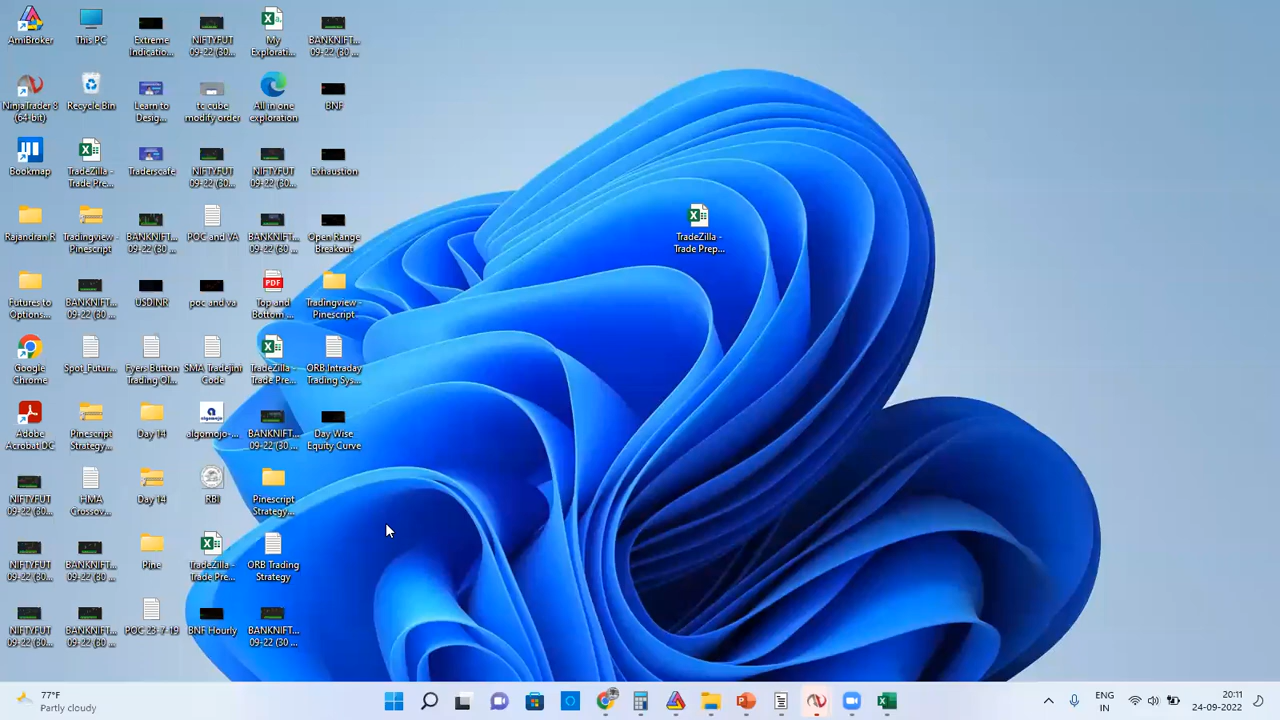 AmiBroker
This PC
Extreme
Indicatio...
NIFTYFUT
09-22 (30...
My
Explorati...
BANKNIFT...
09-22 (30 ...
NinjaTrader 8
(64-bit)
Recycle Bin
Learn to
Design...
tc cube
modify order
All in one
exploration
BNF
Bookmap
TradeZilla -
Trade Pre...
Traderscafe
NIFTYFUT
09-22 (30...
NIFTYFUT
09-22 (30 ...
Exhaustion
Rajandran R
Tradingview -
Pinescript
BANKNIFT...
09-22 (30 ...
POC and VA
BANKNIFT...
09-22 (30 ...
Open Range
Breakout
TradeZilla -
Trade Prep...
Futures to
Options...
BANKNIFT...
09-22 (30 ...
USDINR
poc and va
PDF
Top and
Bottom ...
Tradingview -
Pinescript
Google
Chrome
Spot_Futur...
Fyers Button
Trading Ol...
SMA Tradejini
Code
TradeZilla -
Trade Pre...
ORB Intraday
Trading Sys...
Adobe
Acrobat DC
Pinescript
Strategy...
Day 14
algomojo
algomojo-...
BANKNIFT...
09-22 (30 ...
Day Wise
Equity Curve
NIFTYFUT
09-22 (30...
HMA
Crossov...
Day 14
RBI
Pinescript
Strategy...
NIFTYFUT
09-22 (30...
BANKNIFT...
09-22 (30 ...
Pine
TradeZilla -
Trade Pre...
ORB Trading
Strategy
NIFTYFUT
09-22 (30...
BANKNIFT...
09-22 (30 ...
POC 23-7-19
BNF Hourly
BANKNIFT...
09-22 (30 ...
77°F
Partly cloudy
ENG
IN
20:11
24-09-2022